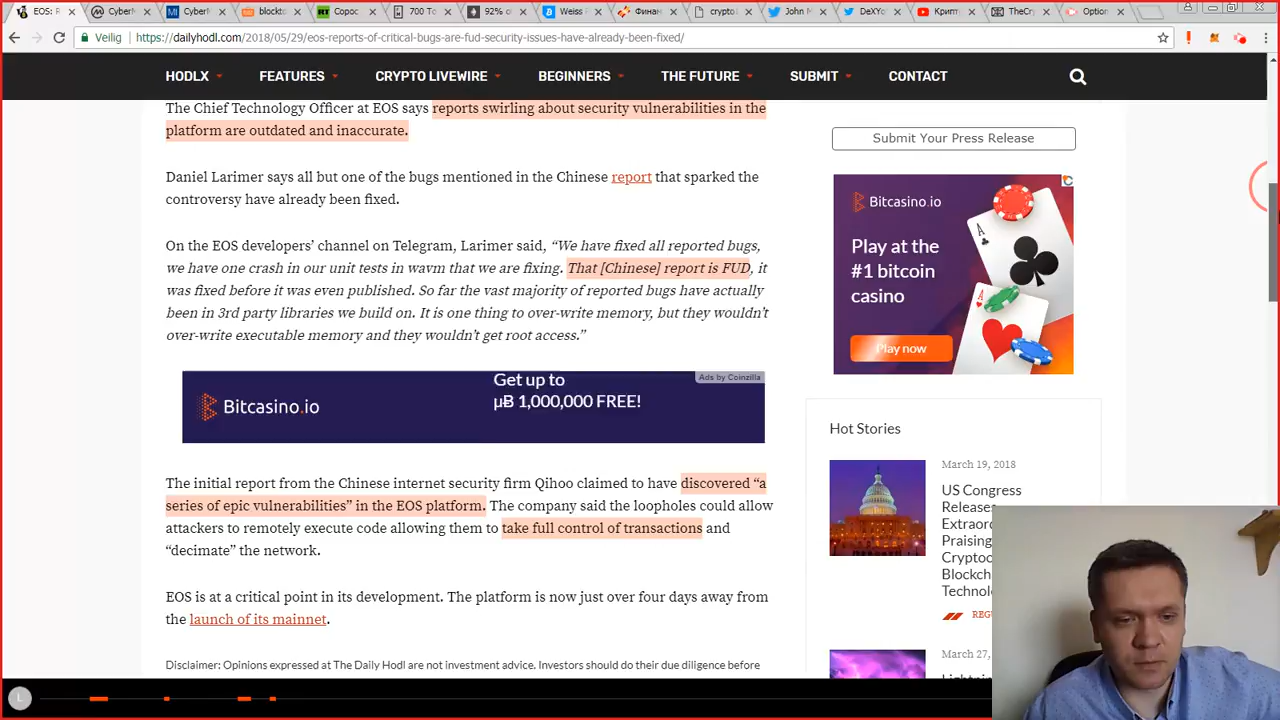 EOS: R
CyberM
CyberM
blockto
Сорос
700 То
92% с
Weiss F
Финан
crypto
John M
DeXYo
Крипт
TheCry
Option
Veilig
https://dailyhodl.com/2018/05/29/eos-reports-of-critical-bugs-are-fud-security-issues-have-already-been-fixed/
HODLX FEATURES CRYPTO LIVEWIRE BEGINNERS THE FUTURE SUBMIT CONTACT
The Chief Technology Officer at EOS says reports swirling about security vulnerabilities in the
platform are outdated and inaccurate.
Daniel Larimer says all but one of the bugs mentioned in the Chinese report that sparked the
controversy have already been fixed.
On the EOS developers’ channel on Telegram, Larimer said, “We have fixed all reported bugs,
we have one crash in our unit tests in wavm that we are fixing. That [Chinese] report is FUD, it
was fixed before it was even published. So far the vast majority of reported bugs have actually
been in 3rd party libraries we build on. It is one thing to over-write memory, but they wouldn’t
over-write executable memory and they wouldn’t get root access.”
Bitcasino.io
Get up to
µɃ 1,000,000 FREE!
Ads by Coinzilla
The initial report from the Chinese internet security firm Qihoo claimed to have discovered “a
series of epic vulnerabilities” in the EOS platform. The company said the loopholes could allow
attackers to remotely execute code allowing them to take full control of transactions and
“decimate” the network.
EOS is at a critical point in its development. The platform is now just over four days away from
the launch of its mainnet.
Disclaimer: Opinions expressed at The Daily Hodl are not investment advice. Investors should do their due diligence before
Submit Your Press Release
Bitcasino.io
Play at the
#1 bitcoin
casino
Play now
A
A
Hot Stories
March 19, 2018
US Congress
Releases
Extraord
Praising
Cryptoc
Blockch
Technol
REGU
March 27,
L